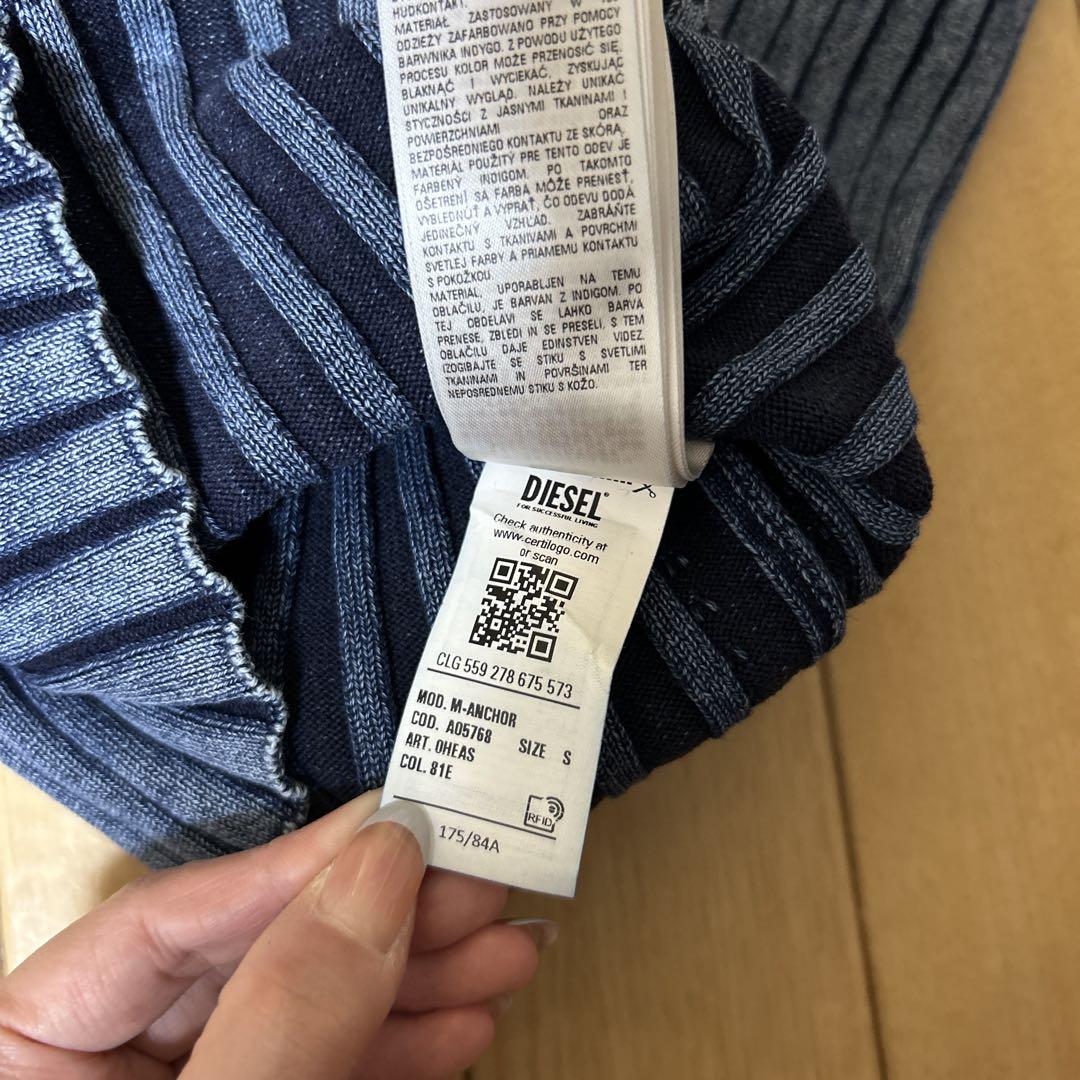 HUDKONTAKT.
MATERIAŁ ZASTOSOWANY W
ODZIEŻY ZAFARBOWANO PRZY POMOCY
BARWNIKA INDYGO. Z POWODU UŻYTEGO
PROCESU KOLOR MOŻE PRZENOSIĆ SIĘ,
BLAKNĄĆ I WYCIEKAĆ, ZYSKUJĄC
UNIKALNY WYGLĄD. NALEŻY UNIKAĆ
STYCZNOŚCI Z JASNYMI TKANINAMI I
POWIERZCHNIAMI ORAZ
BEZPOŚREDNIEGO KONTAKTU ZE SKÓRĄ.
MATERIÁL POUŽITÝ PRE TENTO ODEV JE
FARBENÝ INDIGOM. PO TAKOMTO
OŠETRENÍ SA FARBA MÔŽE PRENIESŤ,
VYBLEDNÚŤ A VYPRAŤ, ČO ODEVU DODÁ
JEDINEČNÝ VZHĽAD. ZABRÁŇTE
KONTAKTU S TKANIVAMI A POVRCHMI
SVETLEJ FARBY A PRIAMEMU KONTAKTU
S POKOŽKOU.
MATERIAL, UPORABLJEN NA TEMU
OBLAČILU, JE BARVAN Z INDIGOM. PO
TEJ OBDELAVI SE LAHKO BARVA
PRENESE, ZBLEDI IN SE PRESELI, S TEM
OBLAČILU DAJE EDINSTVEN VIDEZ.
IZOGIBAJTE SE STIKU S SVETLIMI
TKANINAMI IN POVRŠINAMI TER
NEPOSREDNEMU STIKU S KOŽO.
DIESEL®
FOR SUCCESSFUL LIVING
Check authenticity at
www.certilogo.com
or scan
CLG 559 278 675 573
MOD. M-ANCHOR
COD. A05768 SIZE S
ART. 0HEAS
COL. 81E
RFID
175/84A